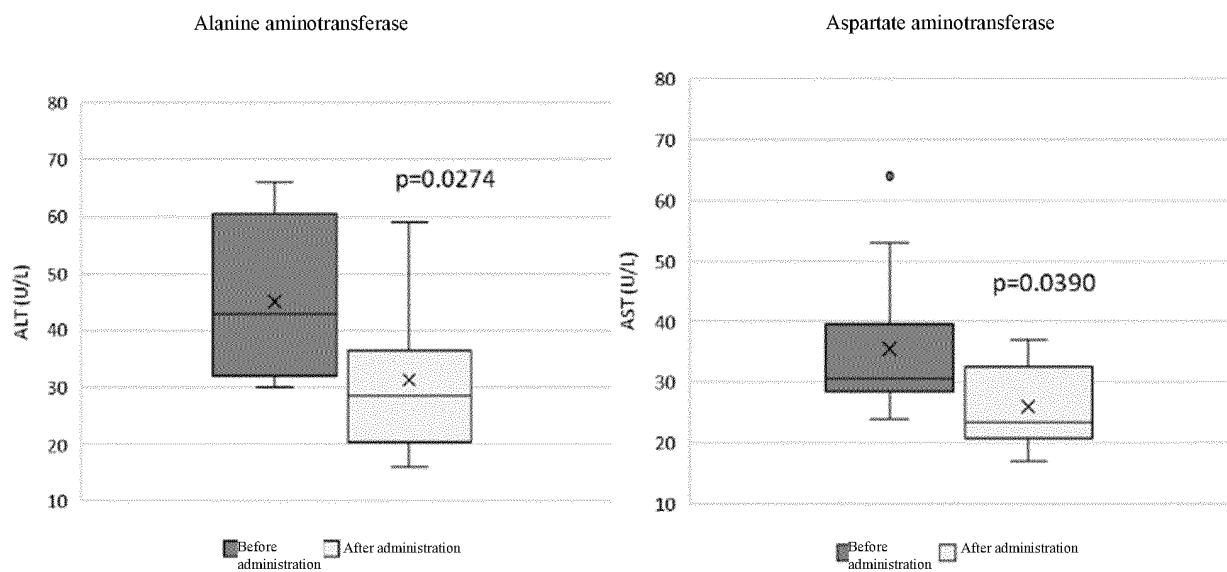 Alanine aminotransferase
80
70
60
50
40
30
20
10
ALT (U/L)
p=0.0274
Before
administration
After administration
Aspartate aminotransferase
80
70
60
50
40
30
20
10
AST (U/L)
p=0.0390
Before
administration
After administration